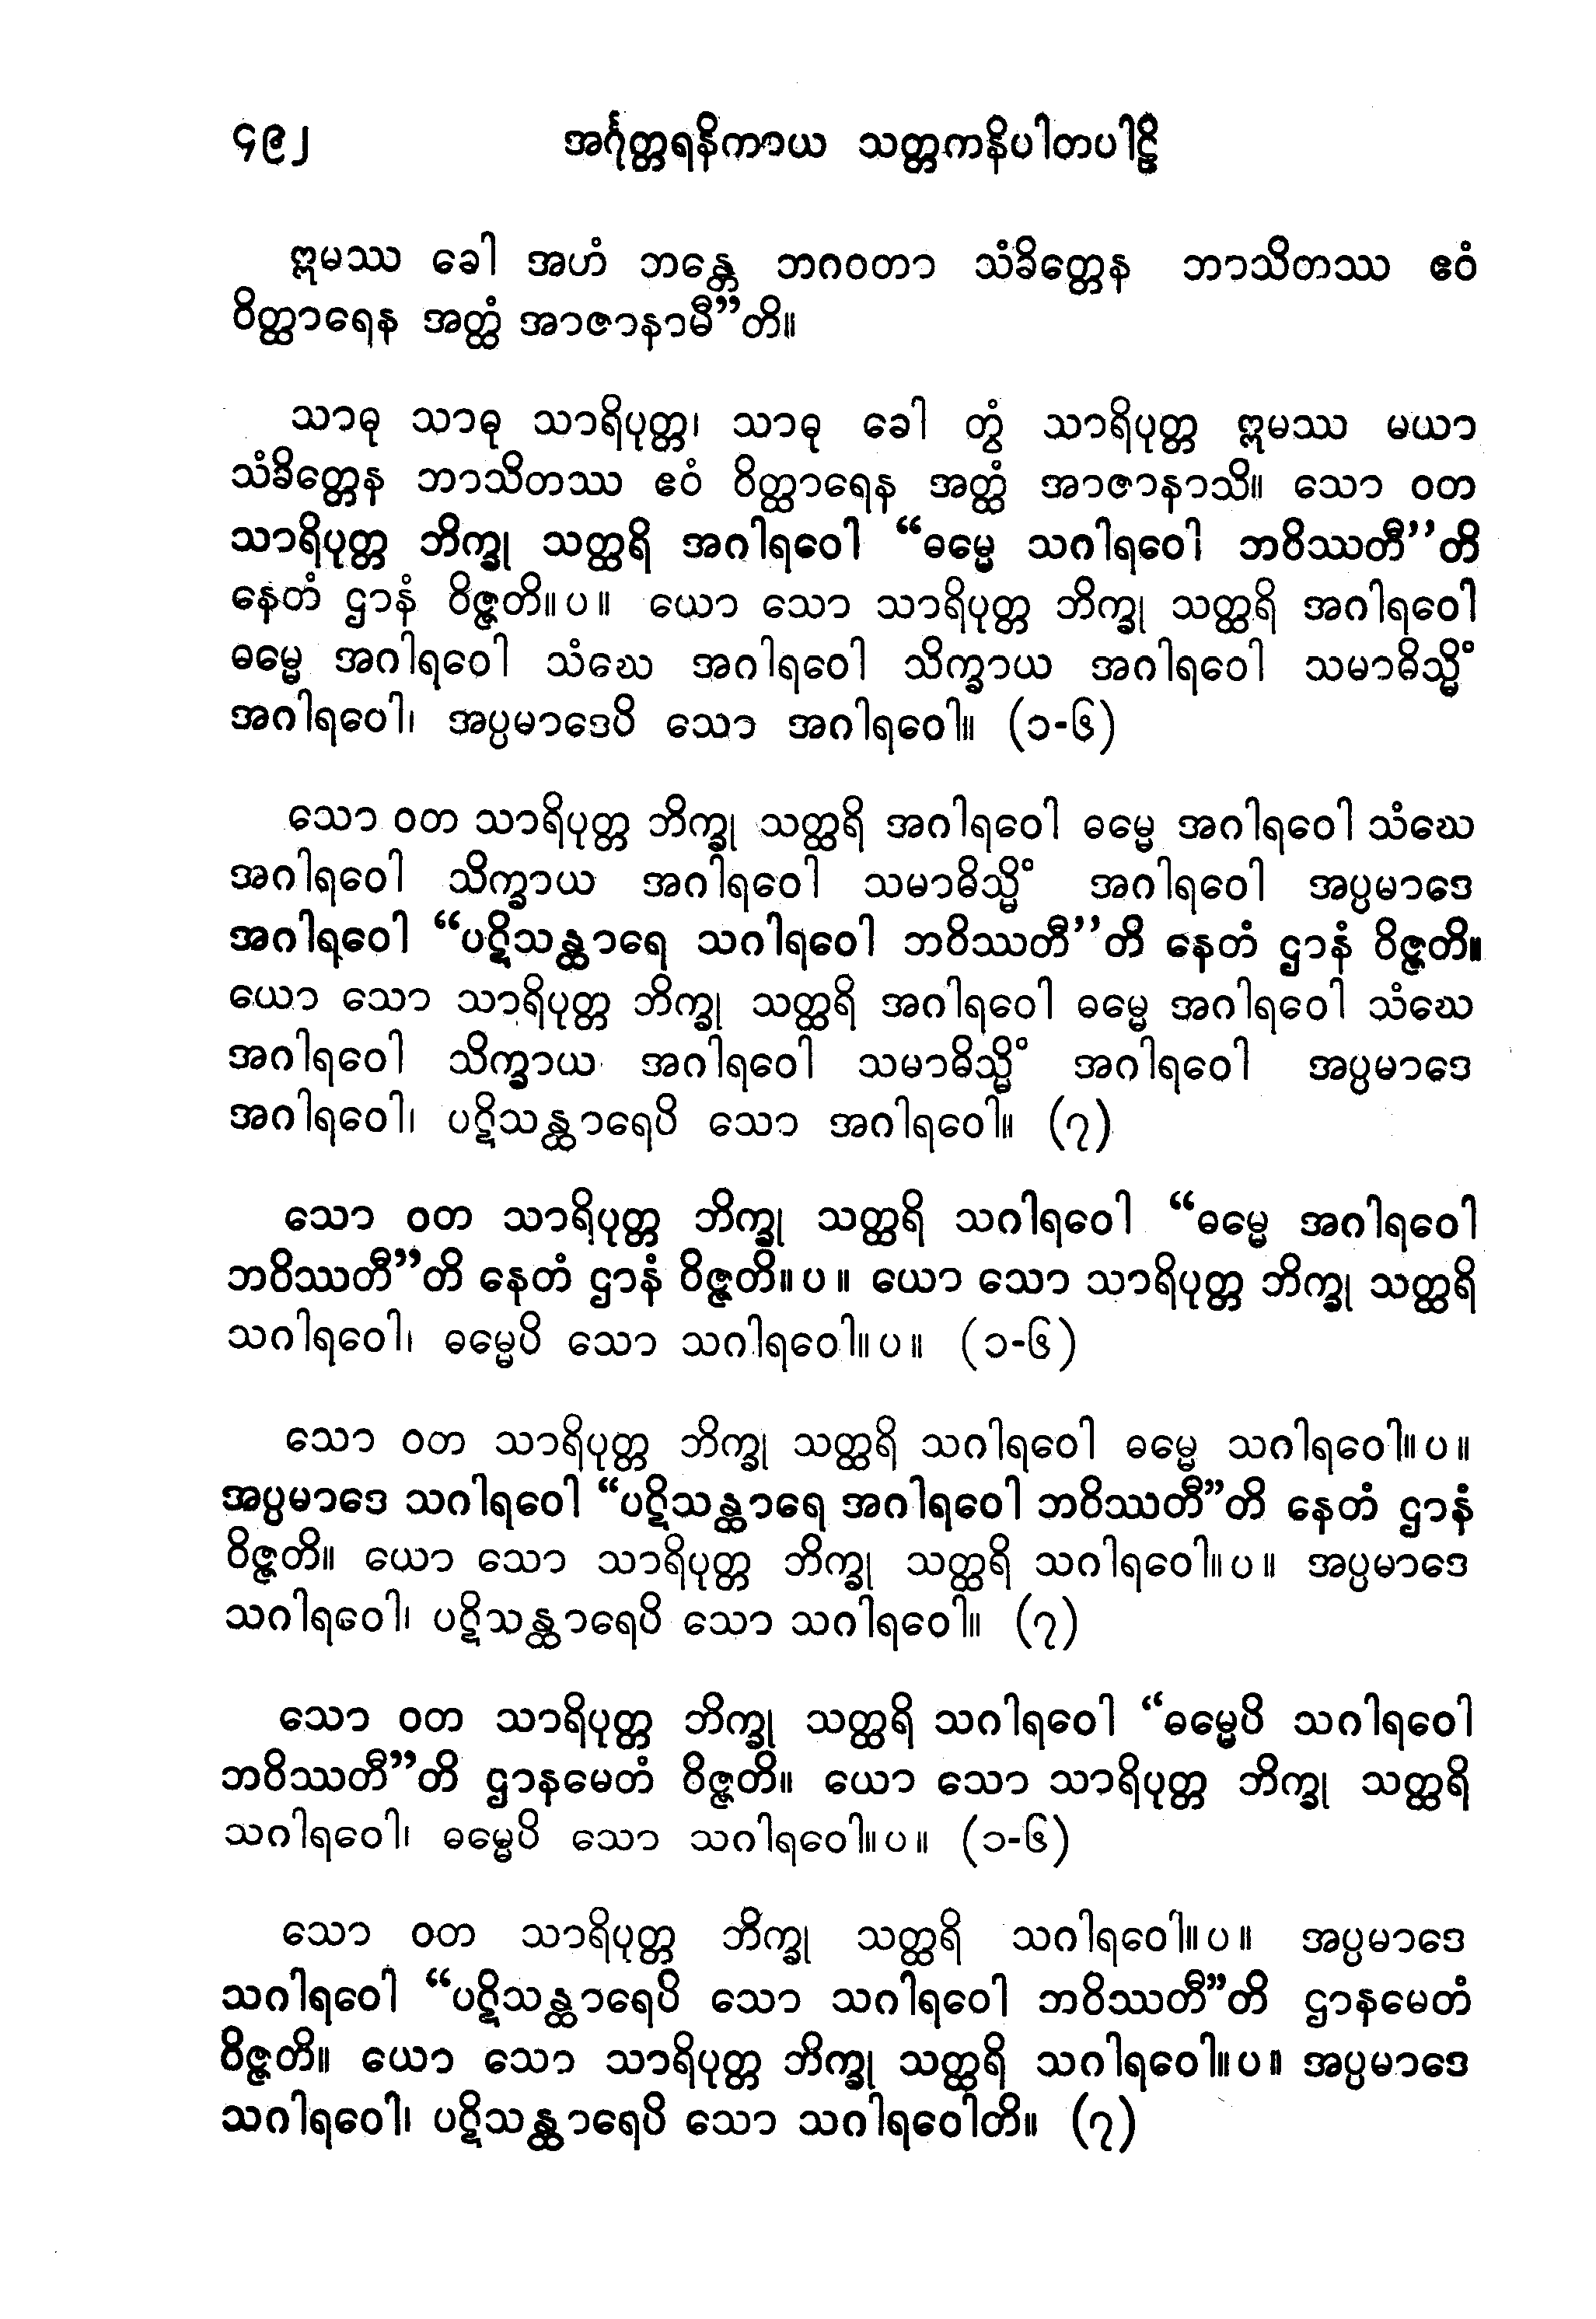 ၄၉၂ အင်္ဂုတ္တရနိကာယ သတ္တကနိပါတပါဠိ
ဣမဿ ခေါ အဟံ ဘန္တေ ဘဂဝတာ သံခိတ္တေန ဘာသိတဿ ဧဝံ
ဝိတ္ထာရေန အတ္ထံ အာဇာနာမီ”တိ။
သာဓု သာဓု သာရိပုတ္တ၊ သာဓု ခေါ တွံ သာရိပုတ္တ ဣမဿ မယာ
သံခိတ္တေန ဘာသိတဿ ဧဝံ ဝိတ္ထာရေန အတ္ထံ အာဇာနာသိ။ သော ဝတ
သာရိပုတ္တ ဘိက္ခု သတ္ထရိ အဂါရဝေါ “ဓမ္မေ သဂါရဝေါ ဘဝိဿတီ”တိ
နေတံ ဌာနံ ဝိဇ္ဇတိ။ပ။ ယော သော သာရိပုတ္တ ဘိက္ခု သတ္ထရိ အဂါရဝေါ
ဓမ္မေ အဂါရဝေါ သံဃေ အဂါရဝေါ သိက္ခာယ အဂါရဝေါ သမာဓိသ္မိံ
အဂါရဝေါ၊ အပ္ပမာဒေပိ သော အဂါရဝေါ။ (၁-၆)
သော ဝတ သာရိပုတ္တ ဘိက္ခု သတ္ထရိ အဂါရဝေါ ဓမ္မေ အဂါရဝေါ သံဃေ
အဂါရဝေါ သိက္ခာယ အဂါရဝေါ သမာဓိသ္မိံ အဂါရဝေါ အပ္ပမာဒေ
အဂါရဝေါ “ပဋိသန္ထာရေ သဂါရဝေါ ဘဝိဿတီ”တိ နေတံ ဌာနံ ဝိဇ္ဇတိ။
ယော သော သာရိပုတ္တ ဘိက္ခု သတ္ထရိ အဂါရဝေါ ဓမ္မေ အဂါရဝေါ သံဃေ
အဂါရဝေါ သိက္ခာယ အဂါရဝေါ သမာဓိသ္မိံ အဂါရဝေါ အပ္ပမာဒေ
အဂါရဝေါ၊ ပဋိသန္ထာရေပိ သော အဂါရဝေါ။ (၇)
သော ဝတ သာရိပုတ္တ ဘိက္ခု သတ္ထရိ သဂါရဝေါ “ဓမ္မေ အဂါရဝေါ
ဘဝိဿတီ”တိ နေတံ ဌာနံ ဝိဇ္ဇတိ။ပ။ ယော သော သာရိပုတ္တ ဘိက္ခု သတ္ထရိ
သဂါရဝေါ၊ ဓမ္မေပိ သော သဂါရဝေါ။ပ။ (၁-၆)
သော ဝတ သာရိပုတ္တ ဘိက္ခု သတ္ထရိ သဂါရဝေါ ဓမ္မေ သဂါရဝေါ။ပ။
အပ္ပမာဒေ သဂါရဝေါ “ပဋိသန္ထာရေ အဂါရဝေါ ဘဝိဿတီ”တိ နေတံ ဌာနံ
ဝိဇ္ဇတိ။ ယော သော သာရိပုတ္တ ဘိက္ခု သတ္ထရိ သဂါရဝေါ။ပ။ အပ္ပမာဒေ
သဂါရဝေါ၊ ပဋိသန္ထာရေပိ သော သဂါရဝေါ။ (၇)
သော ဝတ သာရိပုတ္တ ဘိက္ခု သတ္ထရိ သဂါရဝေါ “ဓမ္မေပိ သဂါရဝေါ
ဘဝိဿတီ”တိ ဌာနမေတံ ဝိဇ္ဇတိ။ ယော သော သာရိပုတ္တ ဘိက္ခု သတ္ထရိ
သဂါရဝေါ၊ ဓမ္မေပိ သော သဂါရဝေါ။ပ။ (၁-၆)
သော ဝတ သာရိပုတ္တ ဘိက္ခု သတ္ထရိ သဂါရဝေါ။ပ။ အပ္ပမာဒေ
သဂါရဝေါ “ပဋိသန္ထာရေပိ သော သဂါရဝေါ ဘဝိဿတီ”တိ ဌာနမေတံ
ဝိဇ္ဇတိ။ ယော သော သာရိပုတ္တ ဘိက္ခု သတ္ထရိ သဂါရဝေါ။ပ။ အပ္ပမာဒေ
သဂါရဝေါ၊ ပဋိသန္ထာရေပိ သော သဂါရဝေါတိ။ (၇)